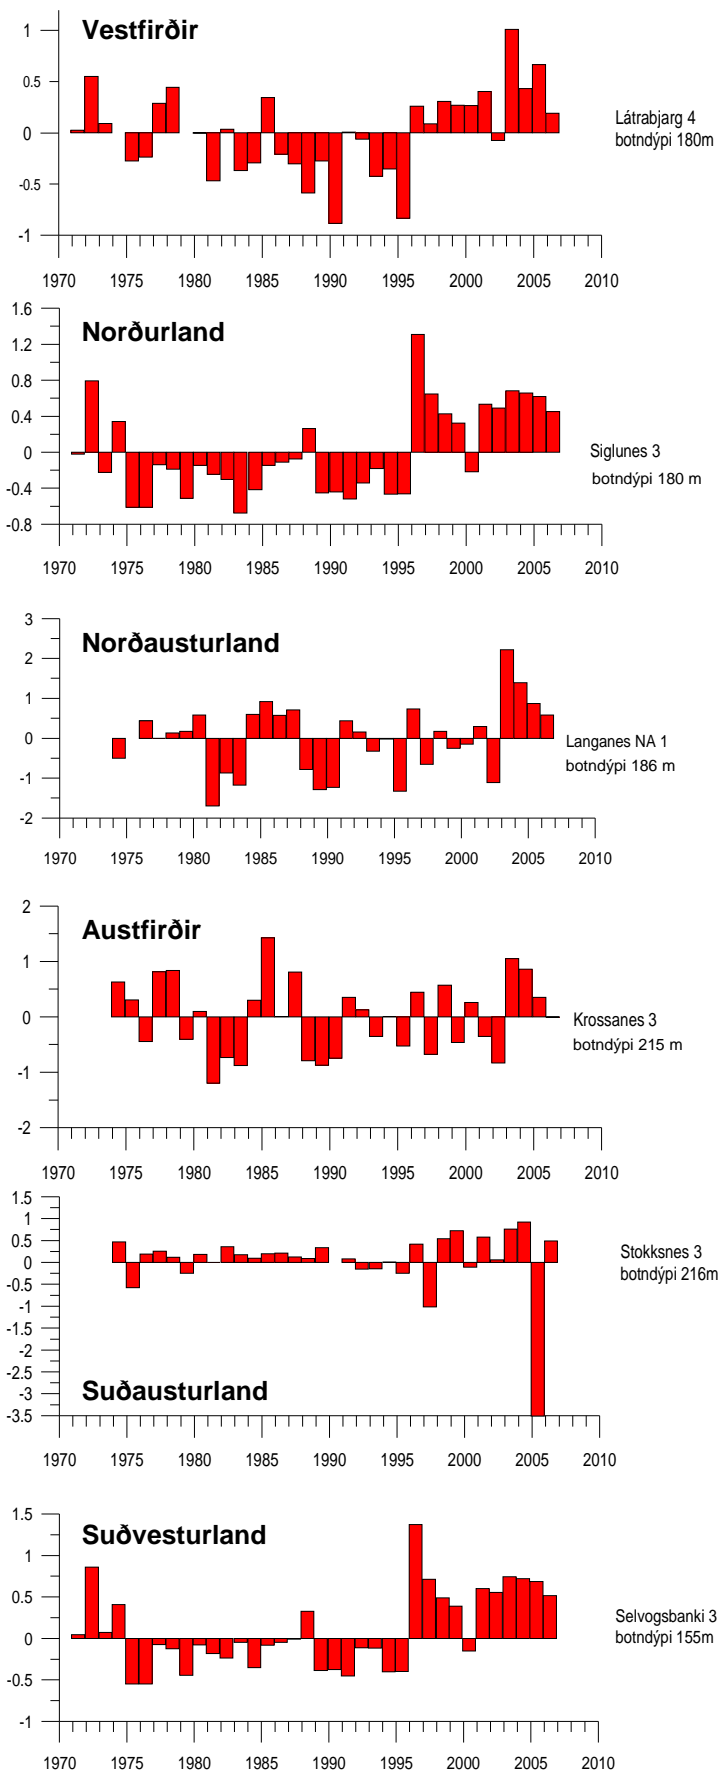 Vestfirðir
1
0.5
0
-0.5
-1
Látrabjarg 4
botndýpi 180m
1970 1975 1980 1985 1990 1995 2000 2005 2010
Norðurland
1.6
1.2
0.8
0.4
0
-0.4
-0.8
Siglunes 3
botndýpi 180 m
1970 1975 1980 1985 1990 1995 2000 2005 2010
Norðausturland
3
2
1
0
-1
-2
Langanes NA 1
botndýpi 186 m
1970 1975 1980 1985 1990 1995 2000 2005 2010
Austfirðir
2
1
0
-1
-2
Krossanes 3
botndýpi 215 m
1970 1975 1980 1985 1990 1995 2000 2005 2010
1.5
1
0.5
0
-0.5
-1
-1.5
-2
-2.5
-3
-3.5
Stokksnes 3
botndýpi 216m
Suðausturland
1970 1975 1980 1985 1990 1995 2000 2005 2010
Suðvesturland
1.5
1
0.5
0
-0.5
-1
Selvogsbanki 3
botndýpi 155m
1970 1975 1980 1985 1990 1995 2000 2005 2010